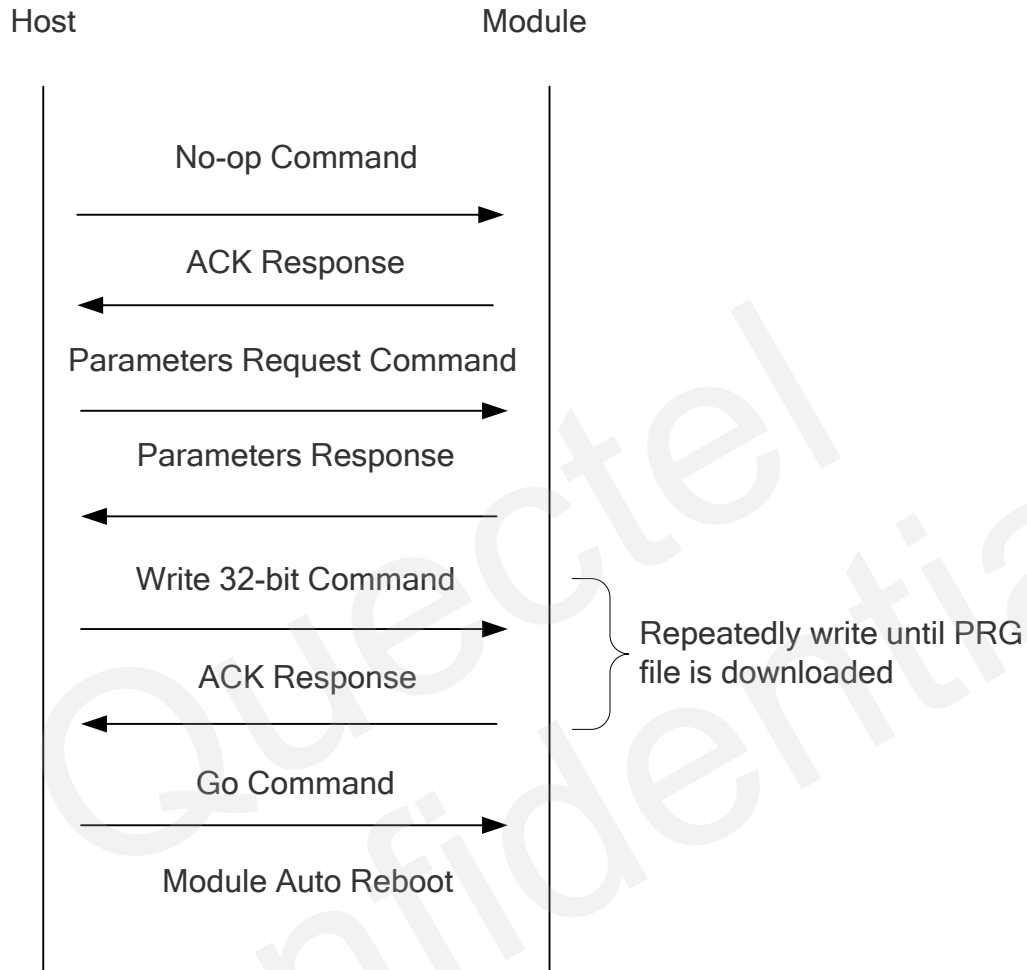 Host
Module
No-op Command
ACK Response
Parameters Request Command
Parameters Response
Write 32-bit Command
ACK Response
Repeatedly write until PRG
file is downloaded
Go Command
Module Auto Reboot
Quectel